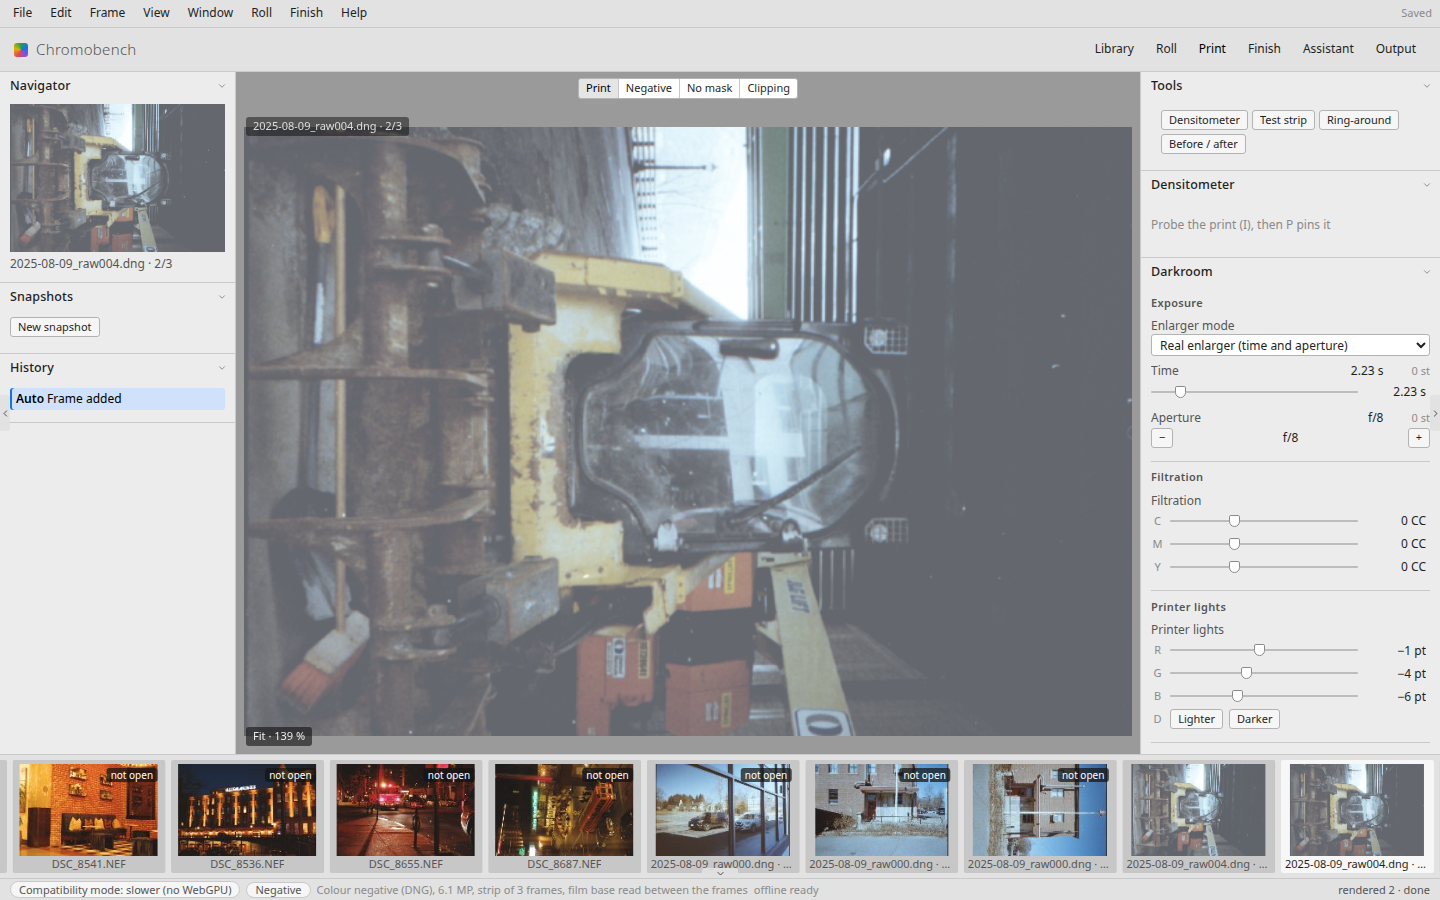 File Edit Frame View Window Roll Finish Help Saved
Chromobench Library Roll Print Finish Assistant Output
Navigator
2025-08-09_raw004.dng · 2/3
Snapshots
New snapshot
History
Auto Frame added
Print Negative No mask Clipping
2025-08-09_raw004.dng · 2/3
Fit · 139 %
Tools
Densitometer Test strip Ring-around
Before / after
Densitometer
Probe the print (I), then P pins it
Darkroom
Exposure
Enlarger mode
Real enlarger (time and aperture)
Time 2.23 s 0 st
2.23 s
Aperture f/8 0 st
− f/8 +
Filtration
Filtration
C 0 CC
M 0 CC
Y 0 CC
Printer lights
Printer lights
R −1 pt
G −4 pt
B −6 pt
D Lighter Darker
not open not open not open not open not open not open not open
DSC_8541.NEF DSC_8536.NEF DSC_8655.NEF DSC_8687.NEF 2025-08-09_raw000.dng · ... 2025-08-09_raw000.dng · ... 2025-08-09_raw000.dng · ... 2025-08-09_raw004.dng · ... 2025-08-09_raw004.dng · ...
Compatibility mode: slower (no WebGPU) Negative Colour negative (DNG), 6.1 MP, strip of 3 frames, film base read between the frames offline ready rendered 2 · done